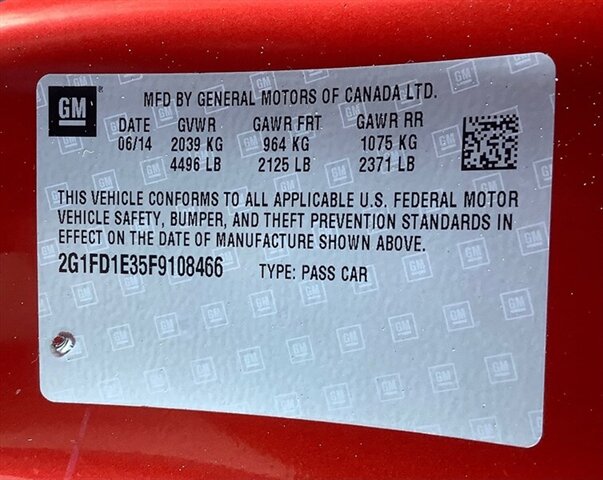 GM ® MFD BY GENERAL MOTORS OF CANADA LTD.
DATE GVWR GAWR FRT GAWR RR
06/14 2039 KG 964 KG 1075 KG
4496 LB 2125 LB 2371 LB
THIS VEHICLE CONFORMS TO ALL APPLICABLE U.S. FEDERAL MOTOR
VEHICLE SAFETY, BUMPER, AND THEFT PREVENTION STANDARDS IN
EFFECT ON THE DATE OF MANUFACTURE SHOWN ABOVE.
2G1FD1E35F9108466 TYPE: PASS CAR